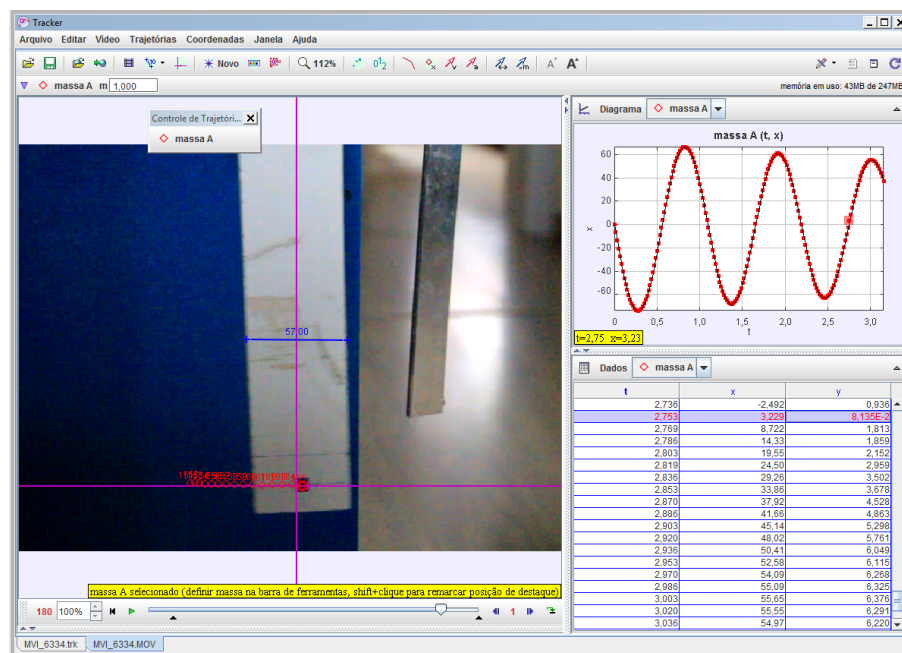 Tracker
Arquivo Editar Video Trajetórias Coordenadas Janela Ajuda
Novo 112%
massa A m 1,000
memória em uso: 43MB de 247MB
Controle de Trajetóri...
massa A
57,00
massa A selecionado (definir massa na barra de ferramentas, shift+clique para remarcar posição de destaque)
180 100% 1
MVI_6334.trk MVI_6334.MOV
Diagrama massa A
massa A (t, x)
60
40
20
0
-20
-40
-60
x
0 0,5 1,0 1,5 2,0 2,5 3,0
t
t=2,75 x=3,23
Dados massa A
t x y
2,736 -2,492 0,936
2,753 3,229 8,135E-2
2,769 8,722 1,813
2,786 14,33 1,859
2,803 19,55 2,152
2,819 24,50 2,959
2,836 29,26 3,502
2,853 33,86 3,678
2,870 37,92 4,528
2,886 41,66 4,863
2,903 45,14 5,298
2,920 48,02 5,761
2,936 50,41 6,049
2,953 52,58 6,115
2,970 54,09 6,268
2,986 55,09 6,325
3,003 55,65 6,376
3,020 55,55 6,291
3,036 54,97 6,220